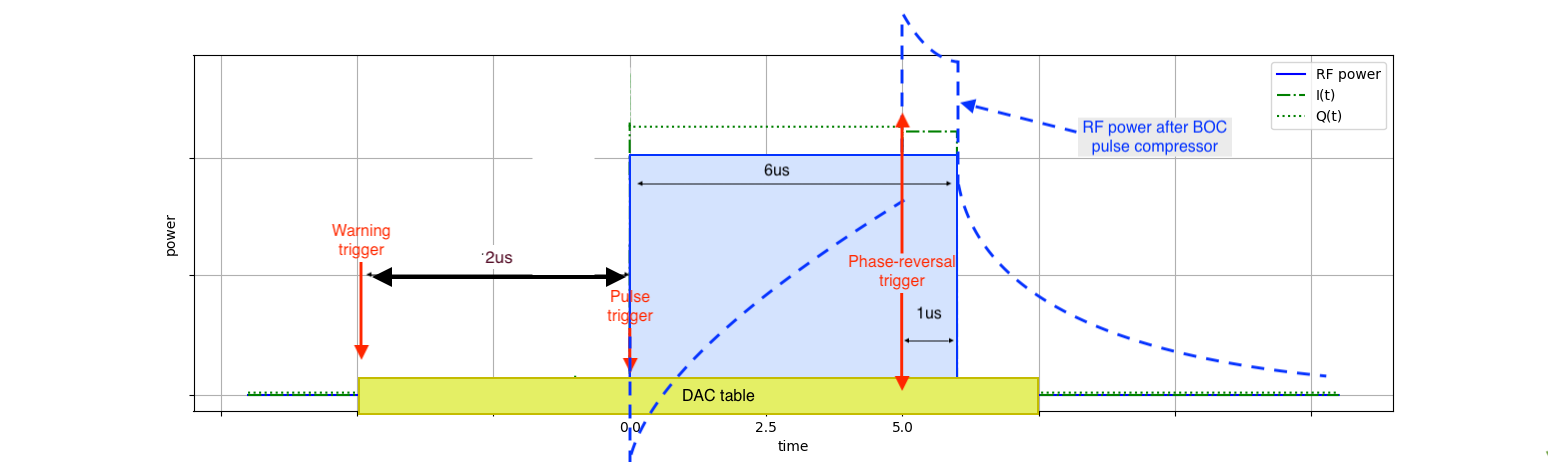 RF power
I(t)
Q(t)
RF power after BOC
pulse compressor
6us
Warning
trigger
2us
Phase-reversal
trigger
Pulse
trigger
1us
power
DAC table
0.0
2.5
5.0
time